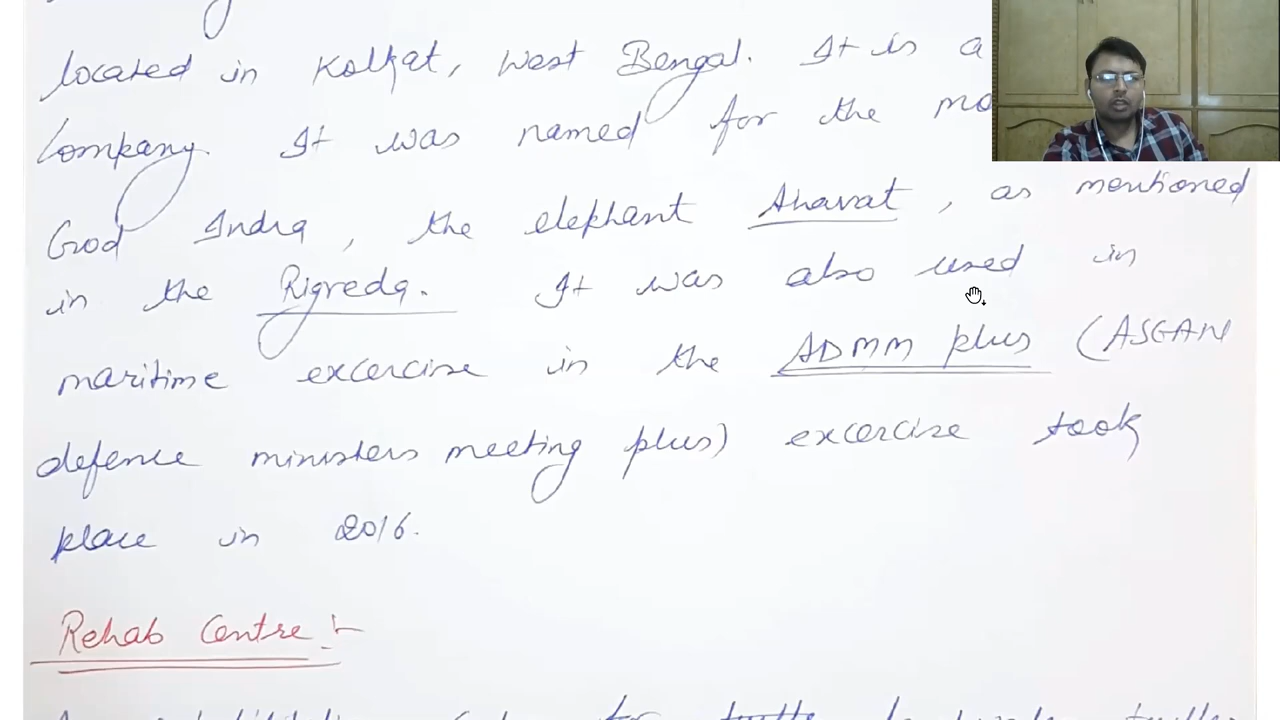 located in Kolkat, West Bengal. It is a
Company. It was named for the
God Indra, the elephant Aravat, as mentioned
in the Rigveda. It was also used in
maritime excercise in the ADMM plus (ASEAN
defence ministers meeting plus) excercise took
place in 2016.
Rehab Centre :-